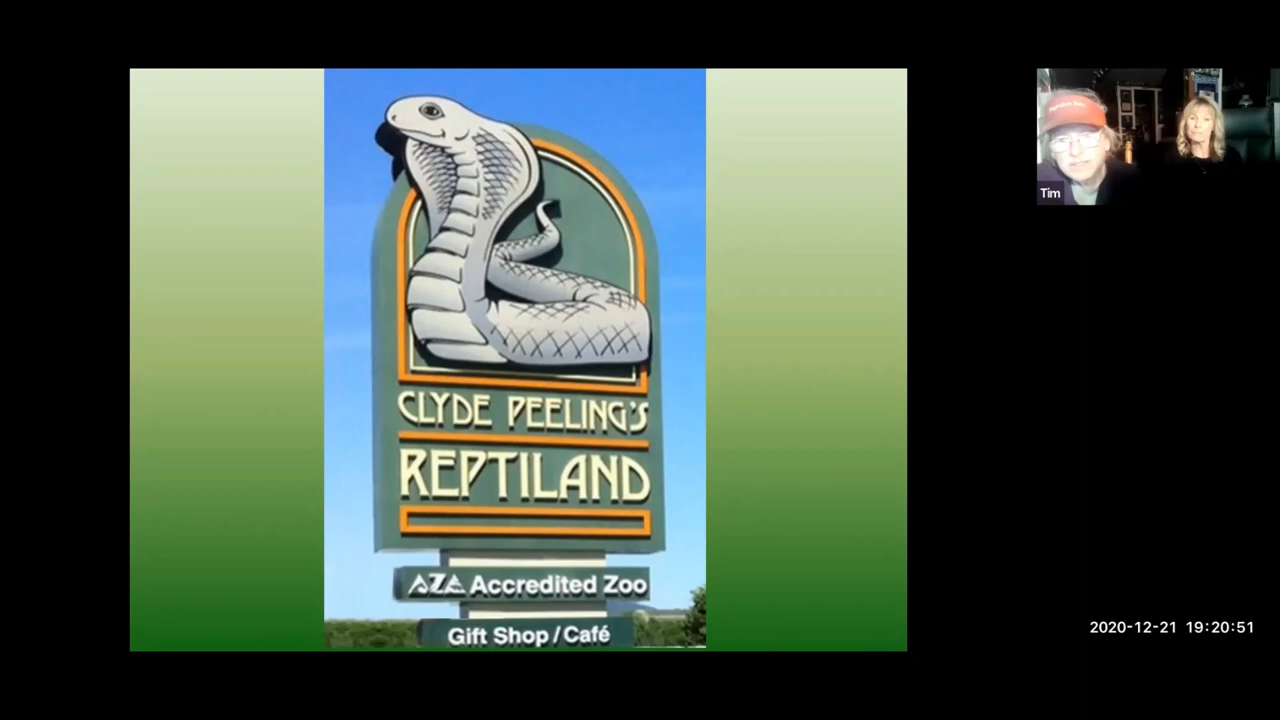 CLYDE PEELING'S
REPTILAND
AZA Accredited Zoo
Gift Shop / Café
Tim
2020-12-21 19:20:51